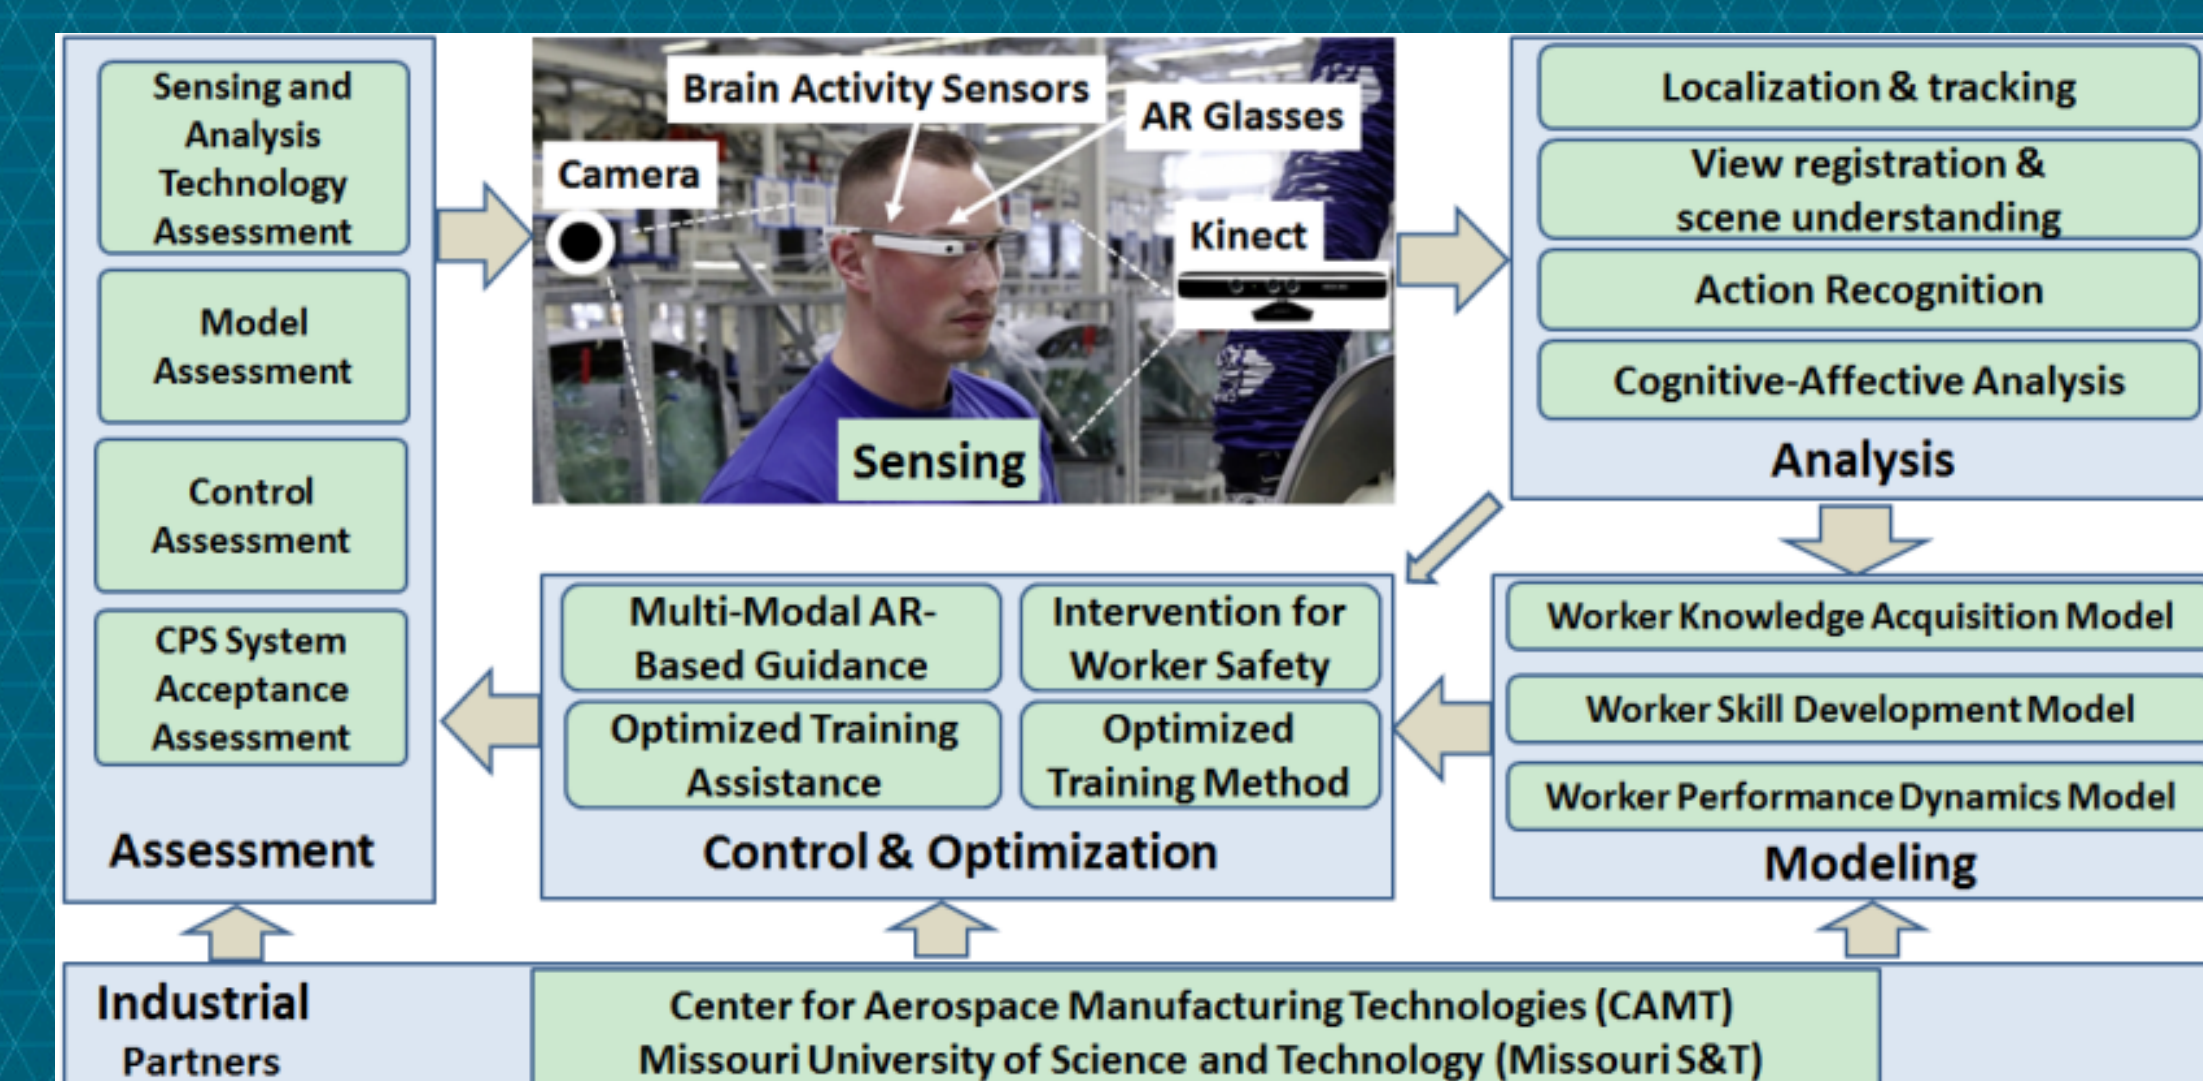 Sensing and
Analysis
Technology
Assessment
Model
Assessment
Control
Assessment
CPS System
Acceptance
Assessment
Assessment
Brain Activity Sensors
AR Glasses
Camera
Kinect
Sensing
Localization & tracking
View registration &
scene understanding
Action Recognition
Cognitive-Affective Analysis
Analysis
Multi-Modal AR-
Based Guidance
Intervention for
Worker Safety
Optimized Training
Assistance
Optimized
Training Method
Control & Optimization
Worker Knowledge Acquisition Model
Worker Skill Development Model
Worker Performance Dynamics Model
Modeling
Industrial
Partners
Center for Aerospace Manufacturing Technologies (CAMT)
Missouri University of Science and Technology (Missouri S&T)